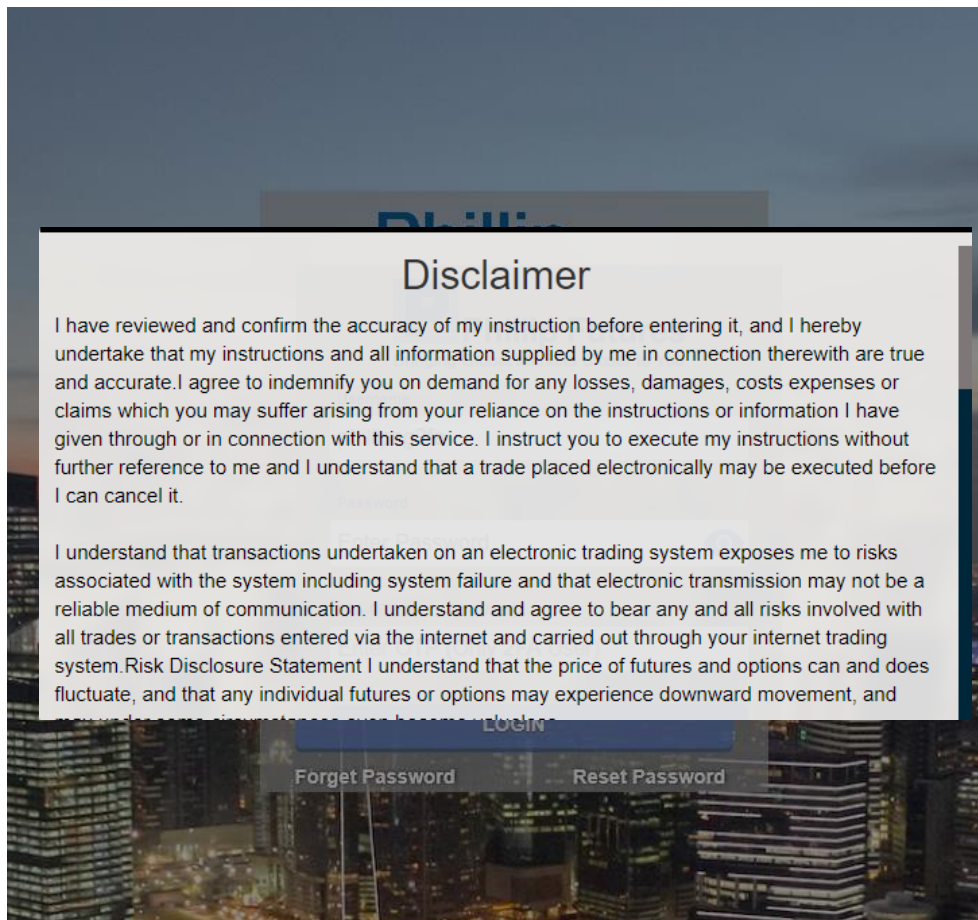 Disclaimer
I have reviewed and confirm the accuracy of my instruction before entering it, and I hereby
undertake that my instructions and all information supplied by me in connection therewith are true
and accurate.I agree to indemnify you on demand for any losses, damages, costs expenses or
claims which you may suffer arising from your reliance on the instructions or information I have
given through or in connection with this service. I instruct you to execute my instructions without
further reference to me and I understand that a trade placed electronically may be executed before
I can cancel it.
Password
Enter Password
I understand that transactions undertaken on an electronic trading system exposes me to risks
associated with the system including system failure and that electronic transmission may not be a
reliable medium of communication. I understand and agree to bear any and all risks involved with
all trades or transactions entered via the internet and carried out through your internet trading
system.Risk Disclosure Statement I understand that the price of futures and options can and does
fluctuate, and that any individual futures or options may experience downward movement, and
LOGIN
Forget Password
Reset Password